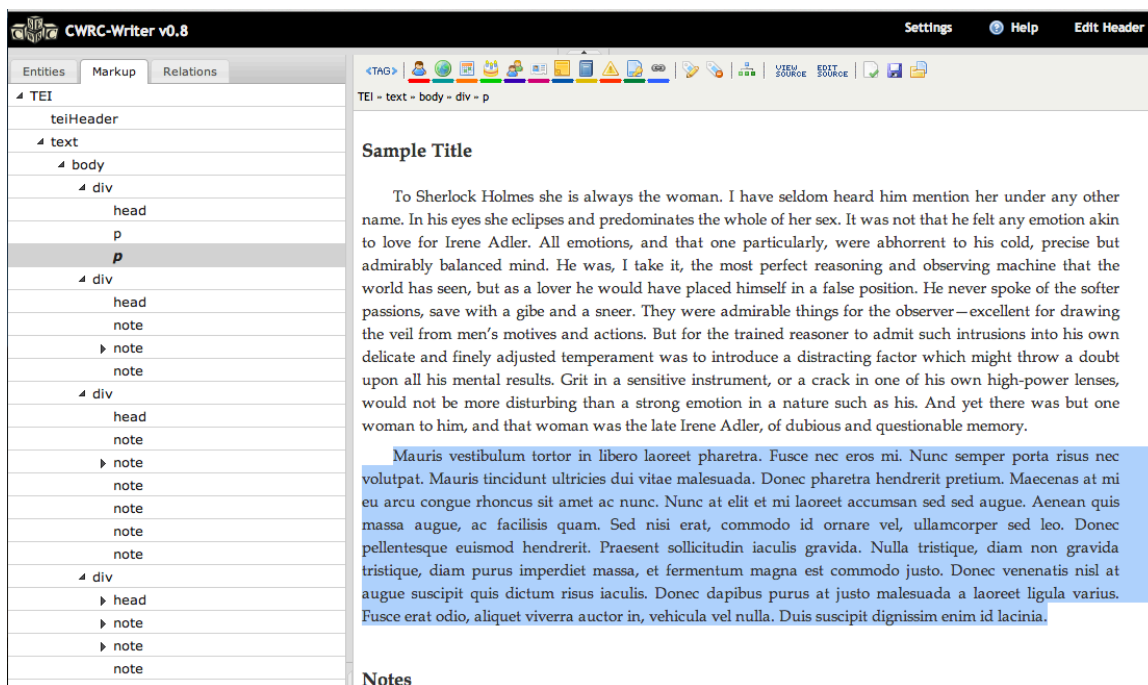 CWRC-Writer v0.8
Settings
Help
Edit Header
Entities
Markup
Relations
<TAG>
VIEW SOURCE
EDIT SOURCE
TEI » text » body » div » p
TEI
teiHeader
text
body
div
head
p
p
div
head
note
note
note
div
head
note
note
note
note
note
note
div
head
note
note
note
Sample Title
To Sherlock Holmes she is always the woman. I have seldom heard him mention her under any other
name. In his eyes she eclipses and predominates the whole of her sex. It was not that he felt any emotion akin
to love for Irene Adler. All emotions, and that one particularly, were abhorrent to his cold, precise but
admirably balanced mind. He was, I take it, the most perfect reasoning and observing machine that the
world has seen, but as a lover he would have placed himself in a false position. He never spoke of the softer
passions, save with a gibe and a sneer. They were admirable things for the observer—excellent for drawing
the veil from men's motives and actions. But for the trained reasoner to admit such intrusions into his own
delicate and finely adjusted temperament was to introduce a distracting factor which might throw a doubt
upon all his mental results. Grit in a sensitive instrument, or a crack in one of his own high-power lenses,
would not be more disturbing than a strong emotion in a nature such as his. And yet there was but one
woman to him, and that woman was the late Irene Adler, of dubious and questionable memory.
Mauris vestibulum tortor in libero laoreet pharetra. Fusce nec eros mi. Nunc semper porta risus nec
volutpat. Mauris tincidunt ultricies dui vitae malesuada. Donec pharetra hendrerit pretium. Maecenas at mi
eu arcu congue rhoncus sit amet ac nunc. Nunc at elit et mi laoreet accumsan sed sed augue. Aenean quis
massa augue, ac facilisis quam. Sed nisi erat, commodo id ornare vel, ullamcorper sed leo. Donec
pellentesque euismod hendrerit. Praesent sollicitudin iaculis gravida. Nulla tristique, diam non gravida
tristique, diam purus imperdiet massa, et fermentum magna est commodo justo. Donec venenatis nisl at
augue suscipit quis dictum risus iaculis. Donec dapibus purus at justo malesuada a laoreet ligula varius.
Fusce erat odio, aliquet viverra auctor in, vehicula vel nulla. Duis suscipit dignissim enim id lacinia.
Notes